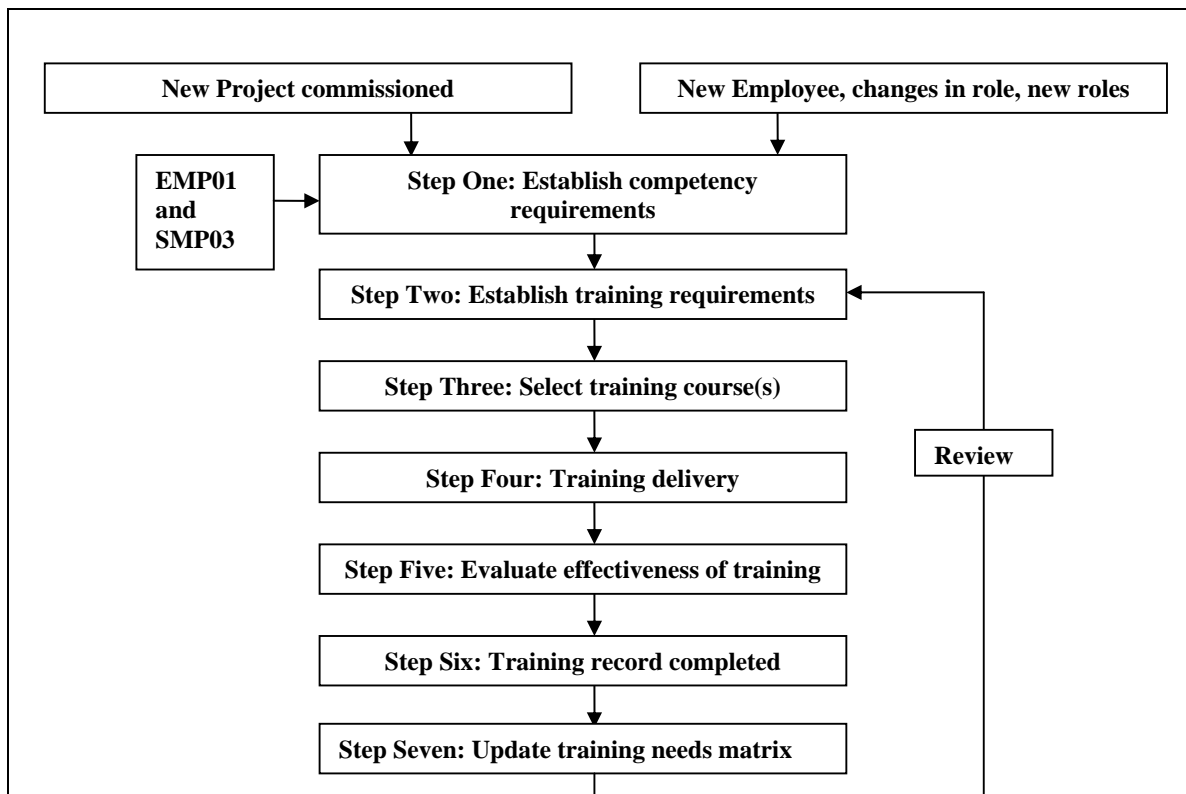 New Project commissioned
New Employee, changes in role, new roles
EMP01
and
SMP03
Step One: Establish competency
requirements
Step Two: Establish training requirements
Step Three: Select training course(s)
Review
Step Four: Training delivery
Step Five: Evaluate effectiveness of training
Step Six: Training record completed
Step Seven: Update training needs matrix